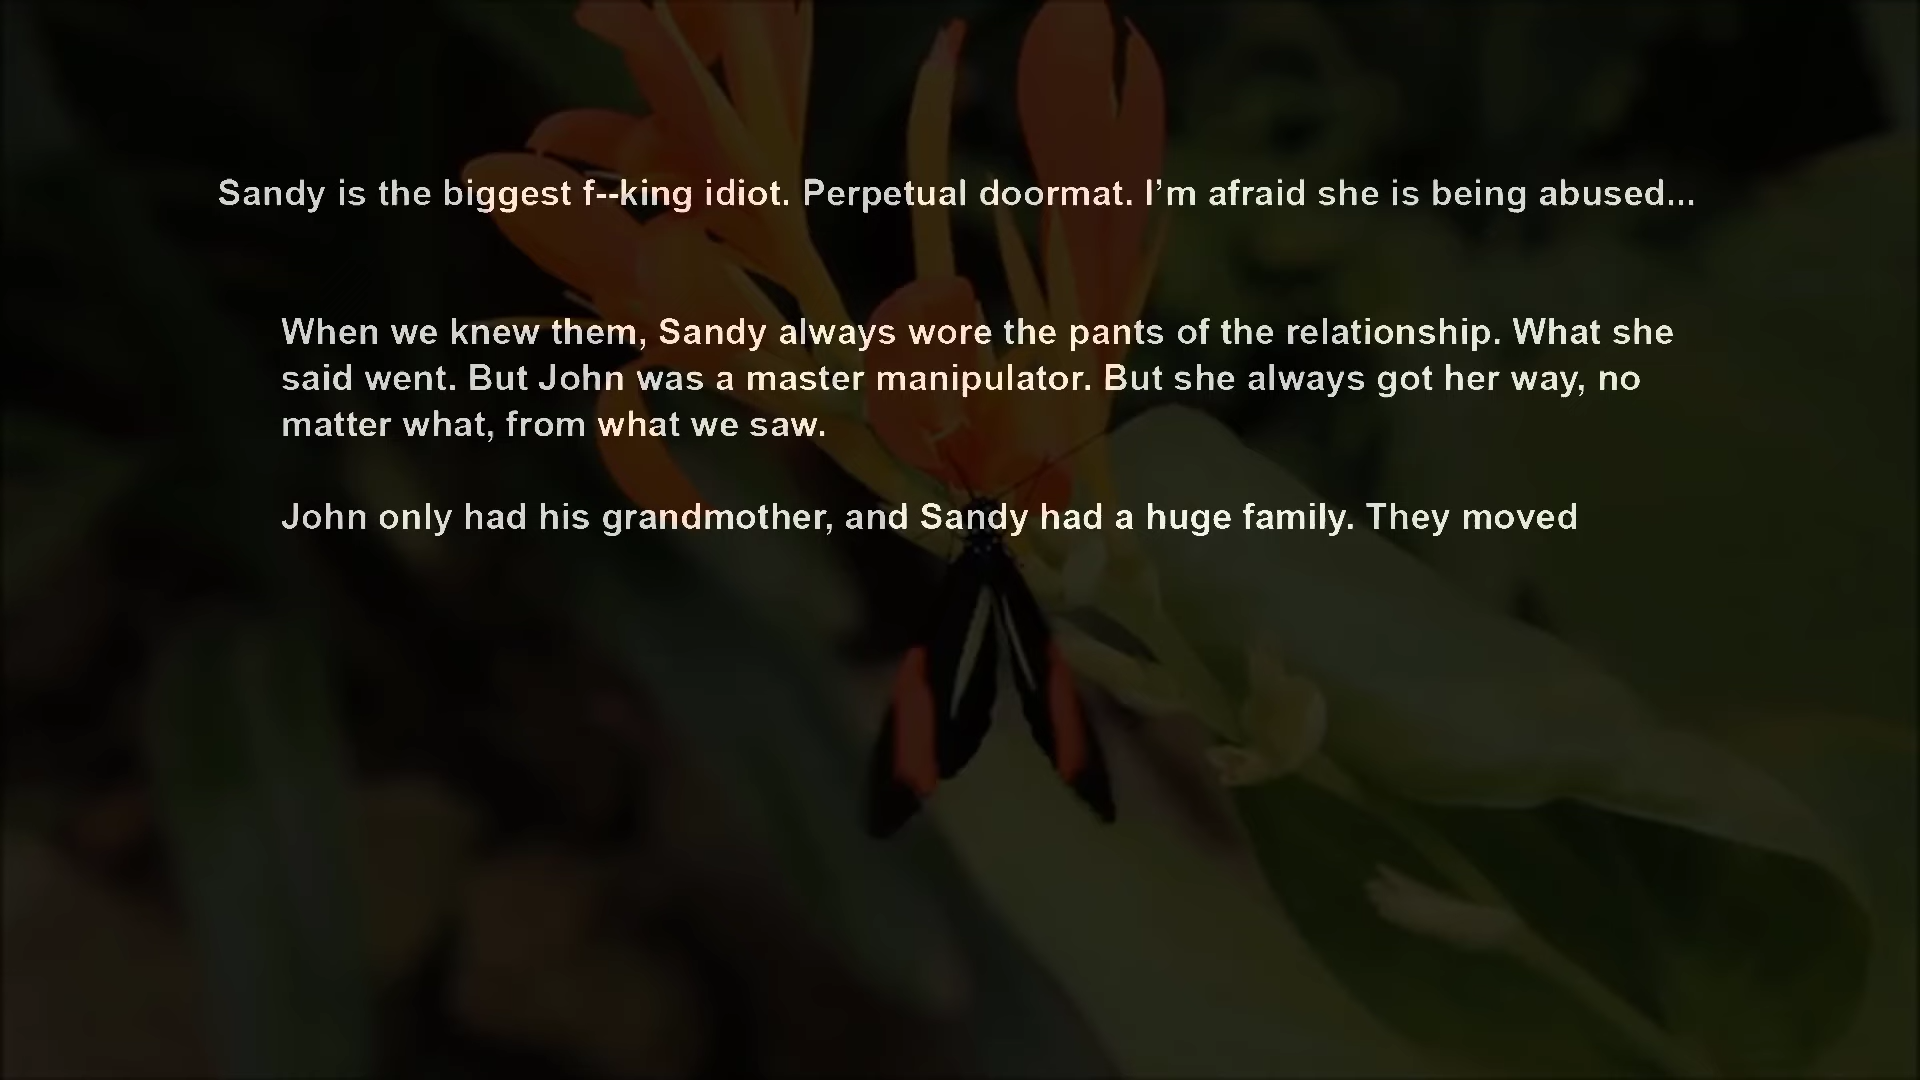 Sandy is the biggest f--king idiot. Perpetual doormat. I’m afraid she is being abused...
When we knew them, Sandy always wore the pants of the relationship. What she
said went. But John was a master manipulator. But she always got her way, no
matter what, from what we saw.
John only had his grandmother, and Sandy had a huge family. They moved